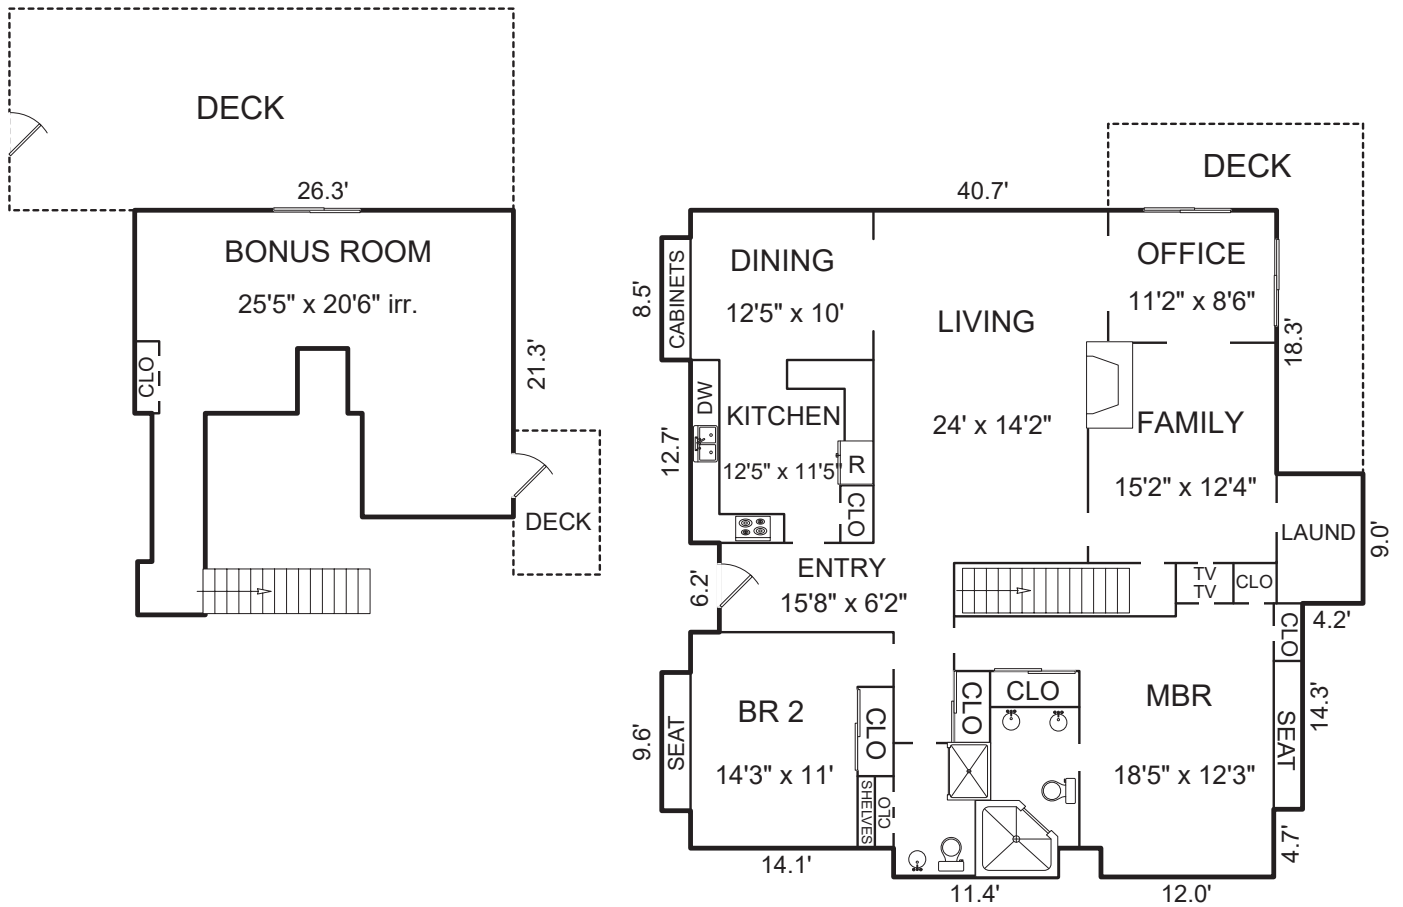 DECK
26.3'
BONUS ROOM
25'5" x 20'6" irr.
CLO
21.3'
DECK
DECK
40.7'
8.5'
CABINETS
DINING
12'5" x 10'
LIVING
24' x 14'2"
OFFICE
11'2" x 8'6"
18.3'
DW
KITCHEN
12'5" x 11'5"
R
CLO
12.7'
FAMILY
15'2" x 12'4"
LAUND
9.0'
6.2'
ENTRY
15'8" x 6'2"
TV
TV
CLO
4.2'
CLO
BR 2
14'3" x 11'
SEAT
9.6'
CLO
SHELVES
CLO
CLO
CLO
MBR
18'5" x 12'3"
SEAT
14.3'
4.7'
14.1'
11.4'
12.0'